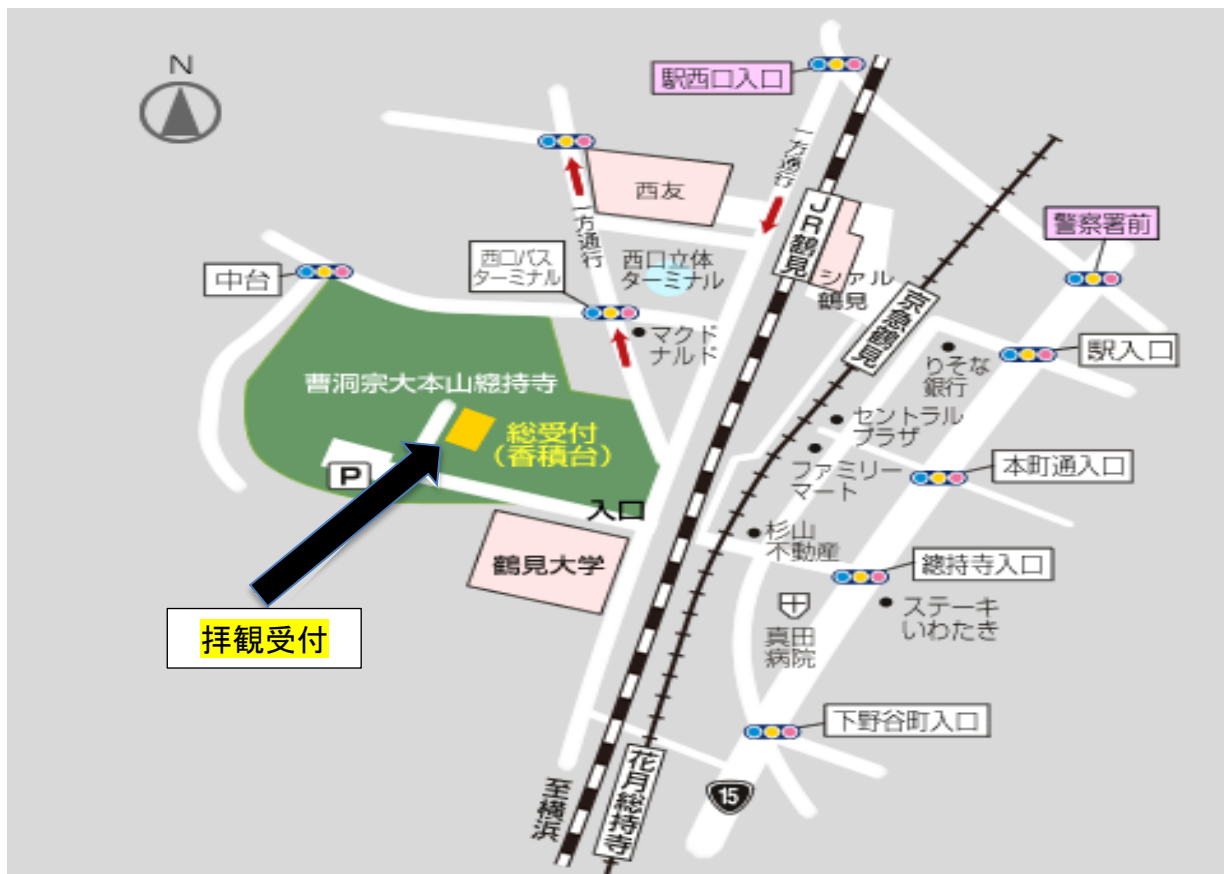 N
駅西口入口
一方通行
西友
JR鶴見
一方通行
警察署前
西口バス
ターミナル
西口立体
ターミナル
シァル
鶴見
中台
京急鶴見
マクド
ナルド
駅入口
りそな
銀行
曹洞宗大本山總持寺
セントラル
プラザ
総受付
（香積台）
ファミリー
マート
本町通入口
P
入口
杉山
不動産
鶴見大学
總持寺入口
ステーキ
いわたき
拝観受付
真田
病院
下野谷町入口
花月総持寺
至横浜
15